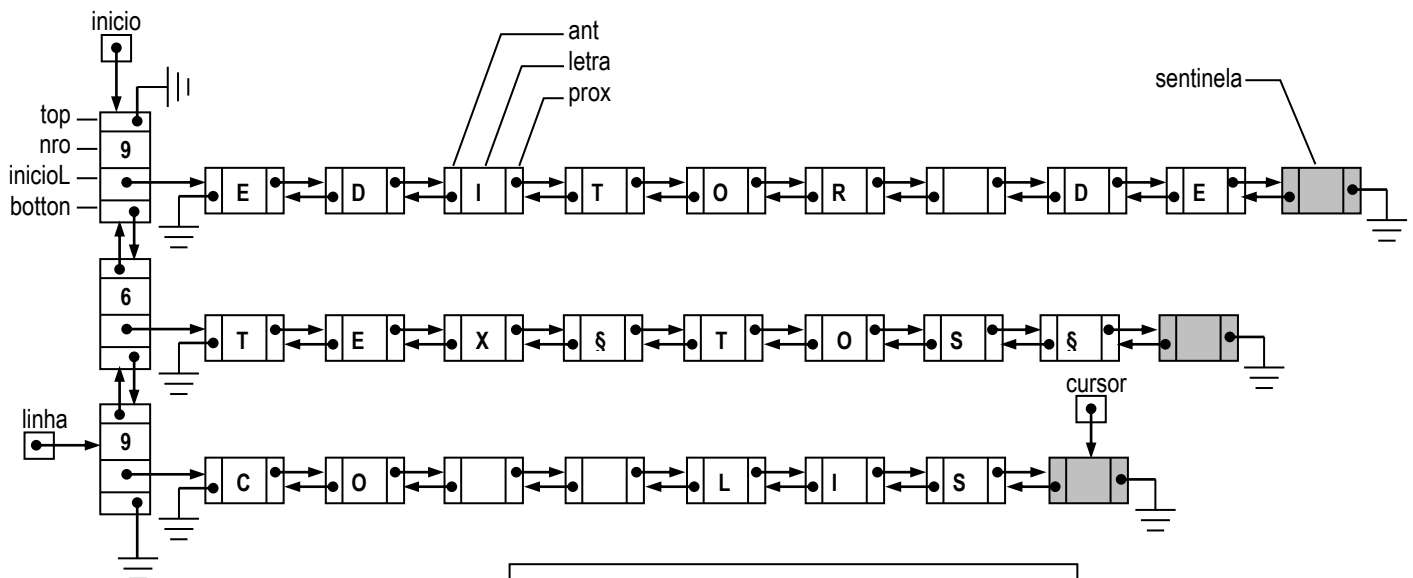 inicio
ant
letra
prox
sentinela
top
nro
inicioL
botton
9
E D I T O R D E
6
T E X § T O S §
cursor
linha
9
C O L I S